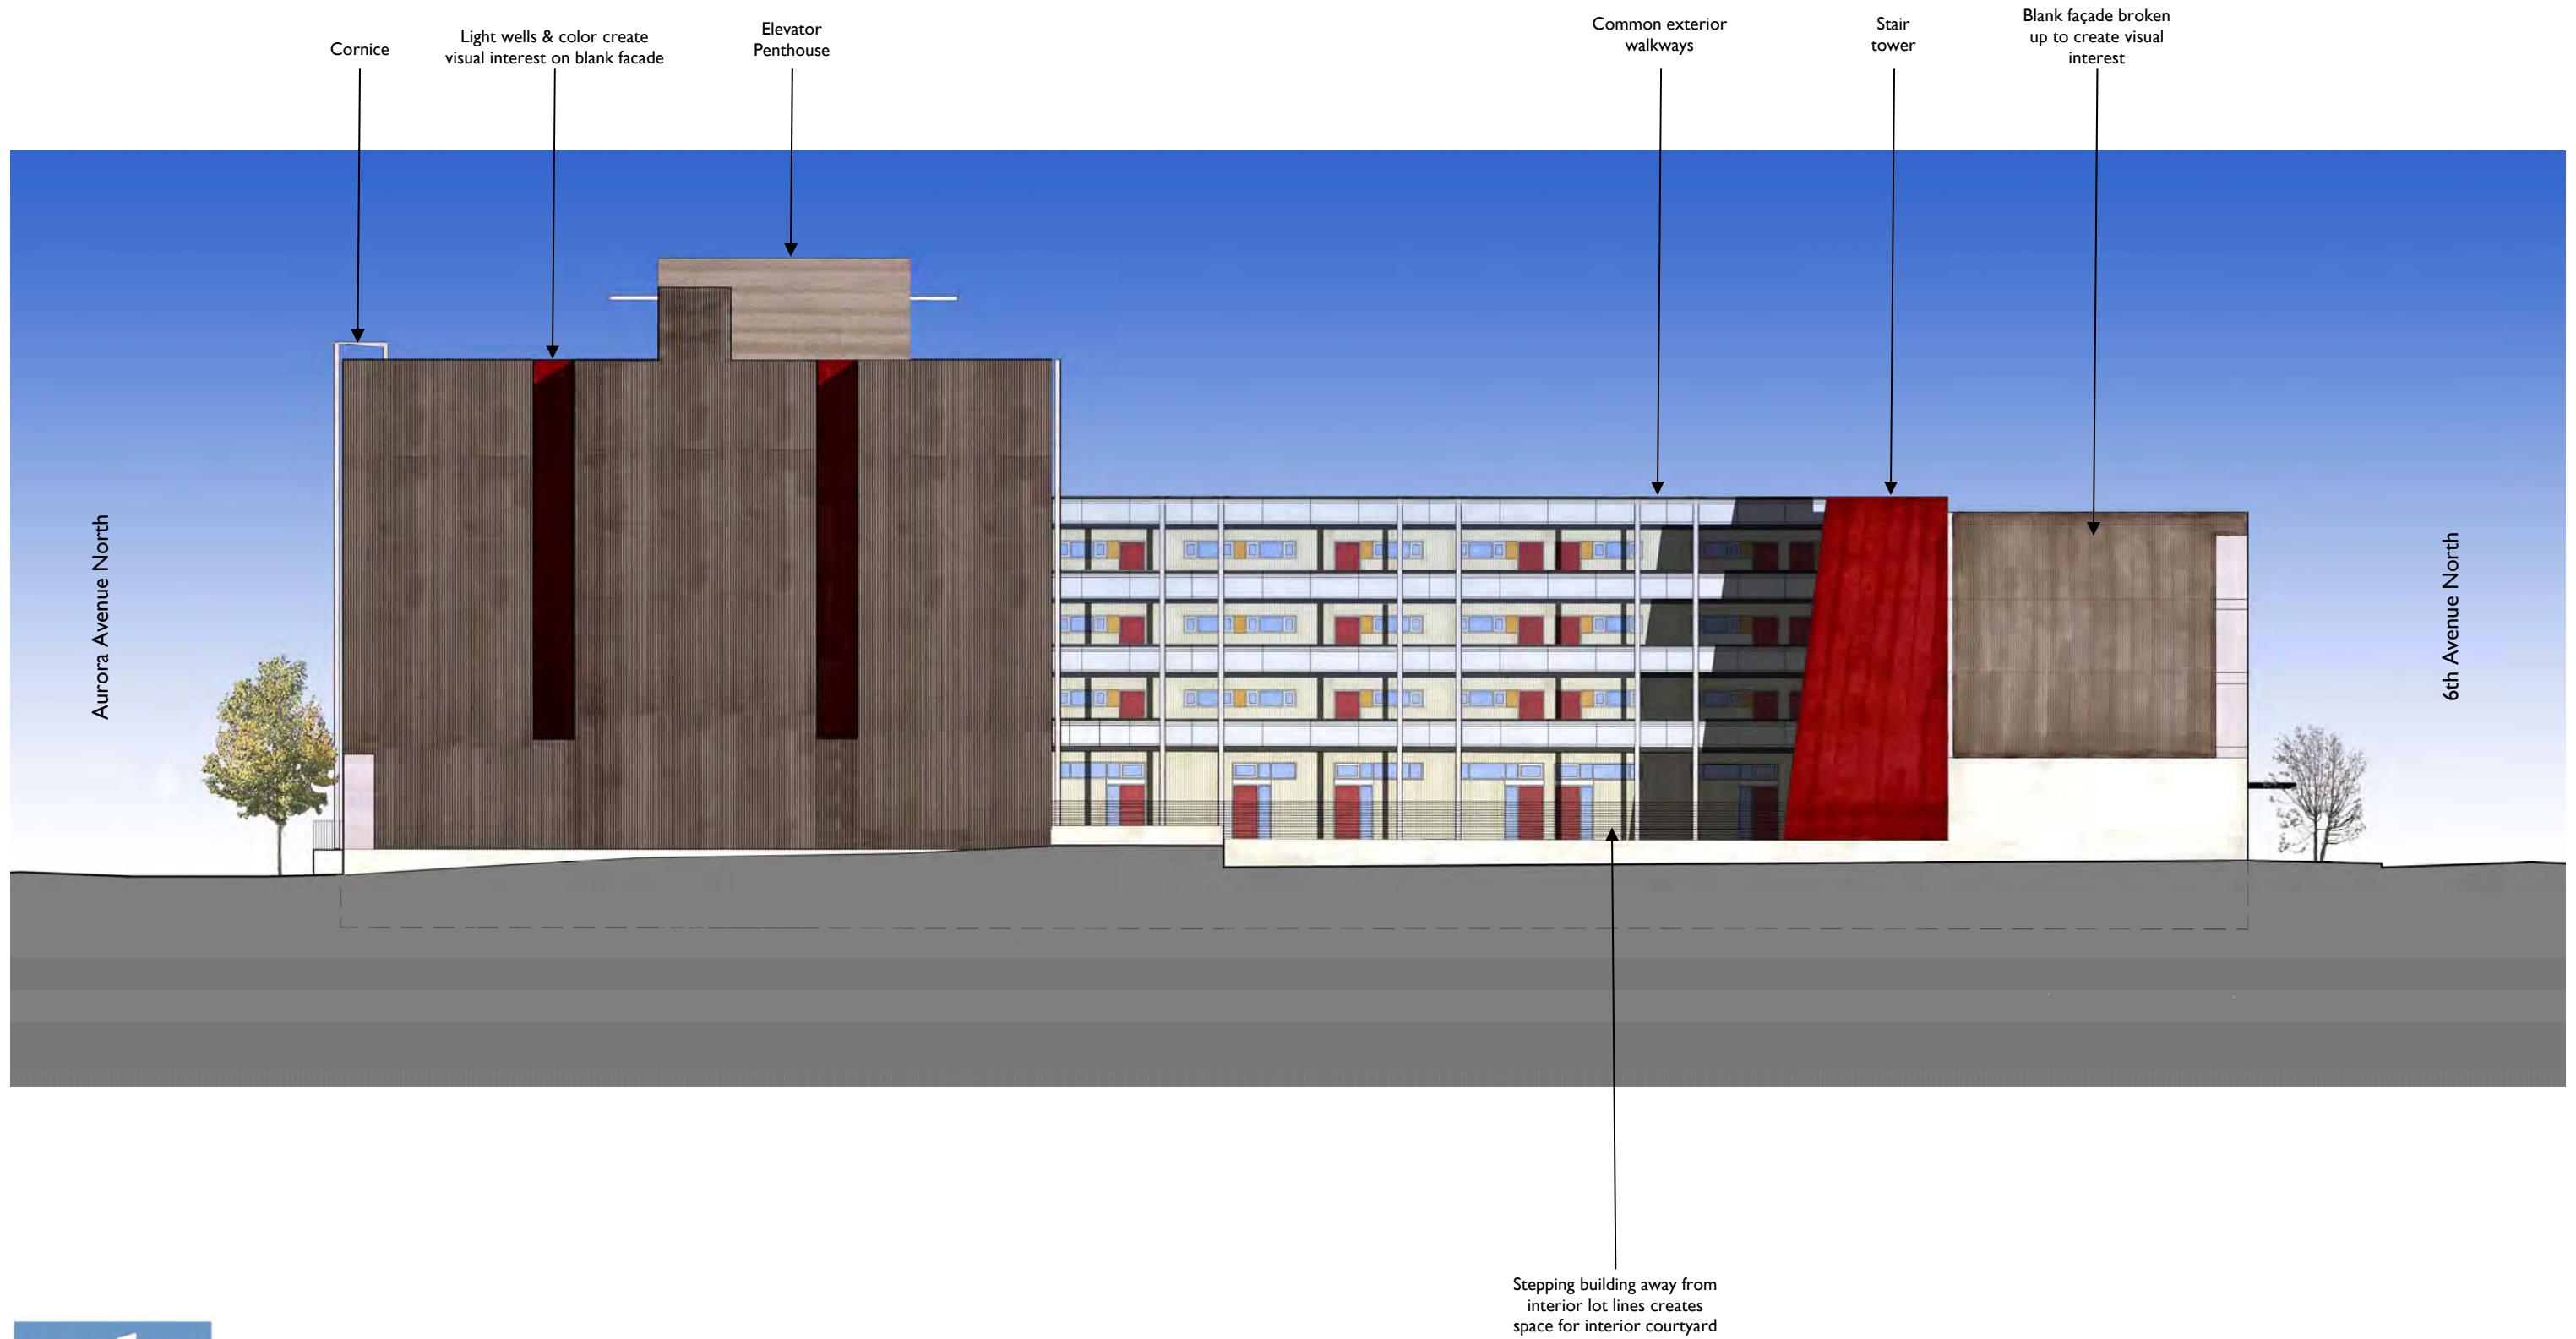 Cornice
Light wells & color create
visual interest on blank facade
Elevator
Penthouse
Common exterior
walkways
Stair
tower
Blank façade broken
up to create visual
interest
Aurora Avenue North
6th Avenue North
Stepping building away from
interior lot lines creates
space for interior courtyard